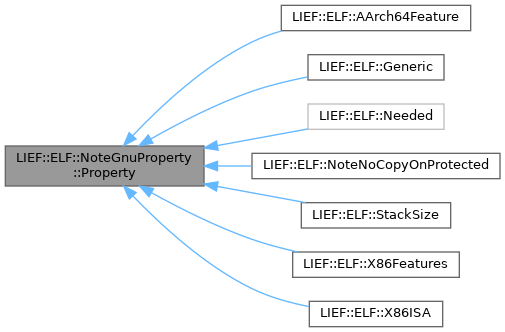 LIEF::ELF::AArch64Feature
LIEF::ELF::Generic
LIEF::ELF::Needed
LIEF::ELF::NoteGnuProperty
::Property
LIEF::ELF::NoteNoCopyOnProtected
LIEF::ELF::StackSize
LIEF::ELF::X86Features
LIEF::ELF::X86ISA